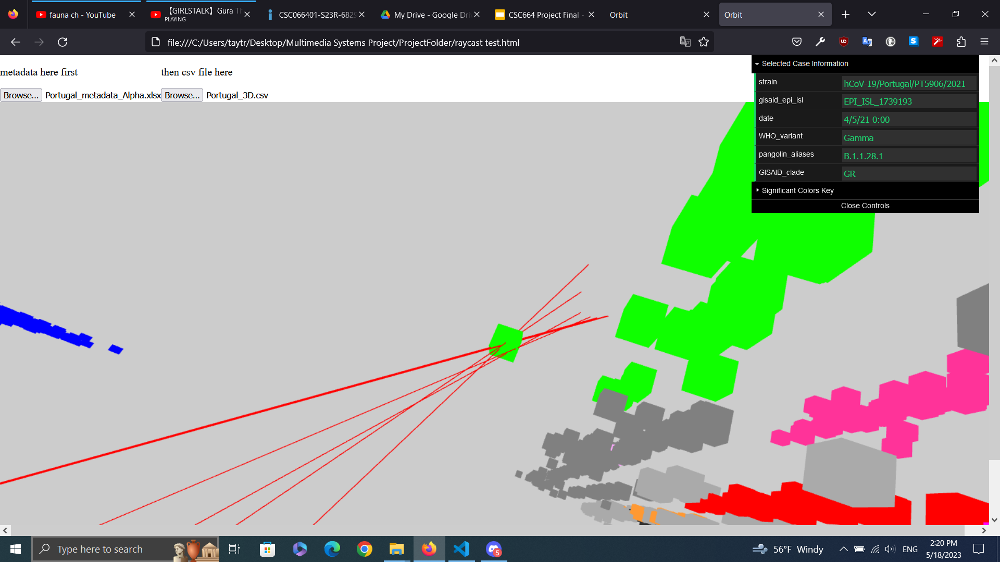 fauna ch - YouTube
【GIRLSTALK】Gura Th
PLAYING
CSC066401-S23R-6829
My Drive - Google Driv
CSC664 Project Final -
Orbit
Orbit
file:///C:/Users/taytr/Desktop/Multimedia Systems Project/ProjectFolder/raycast test.html
metadata here first
then csv file here
Browse... Portugal_metadata_Alpha.xlsx
Browse... Portugal_3D.csv
Selected Case Information
strain hCoV-19/Portugal/PT5906/2021
gisaid_epi_isl EPI_ISL_1739193
date 4/5/21 0:00
WHO_variant Gamma
pangolin_aliases B.1.1.28.1
GISAID_clade GR
Significant Colors Key
Close Controls
Type here to search
5
56°F Windy
ENG
2:20 PM
5/18/2023